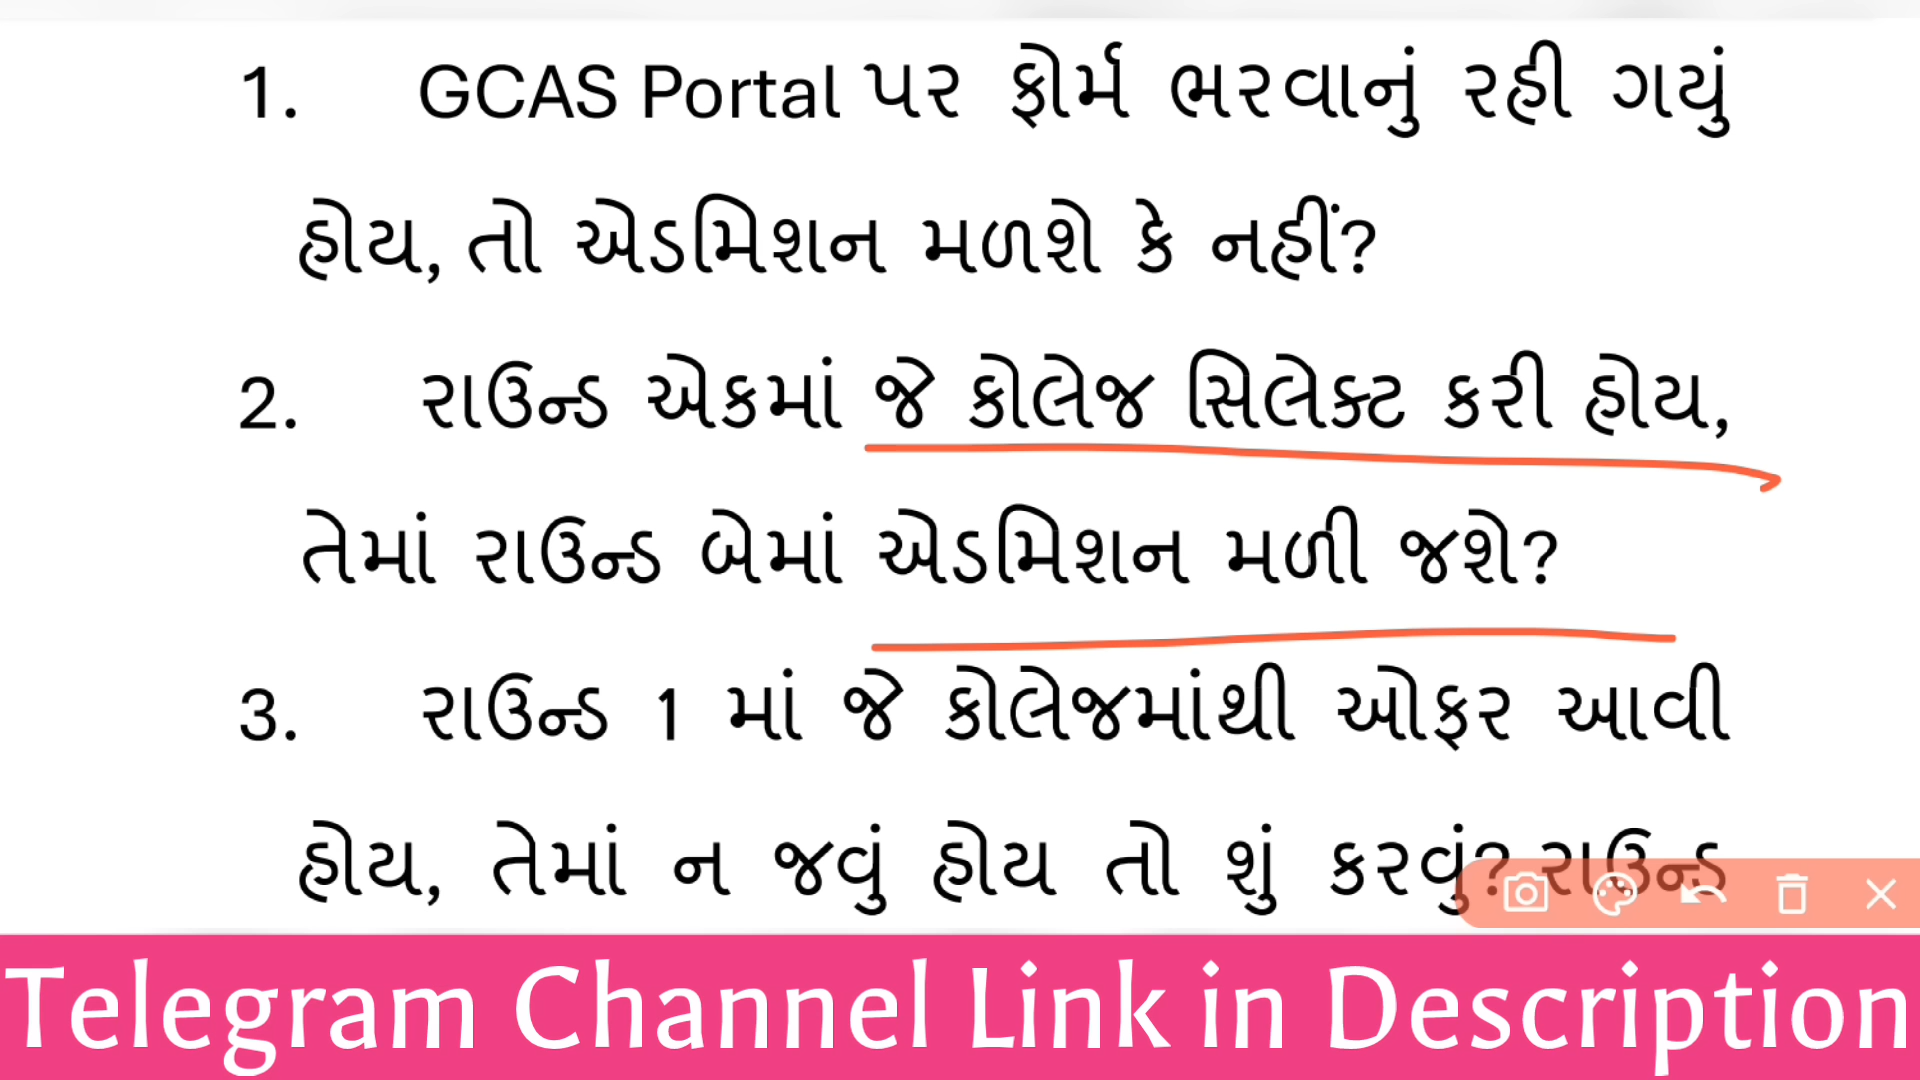 1. GCAS Portal પર ફોર્મ ભરવાનું રહી ગયું
હોય, તો એડમિશન મળશે કે નહીં?
2. રાઉન્ડ એકમાં જે કોલેજ સિલેક્ટ કરી હોય,
તેમાં રાઉન્ડ બેમાં એડમિશન મળી જશે?
3. રાઉન્ડ 1 માં જે કોલેજમાંથી ઓફર આવી
હોય, તેમાં ન જવું હોય તો શું કરવું? રાઉન્ડ
Telegram Channel Link in Description